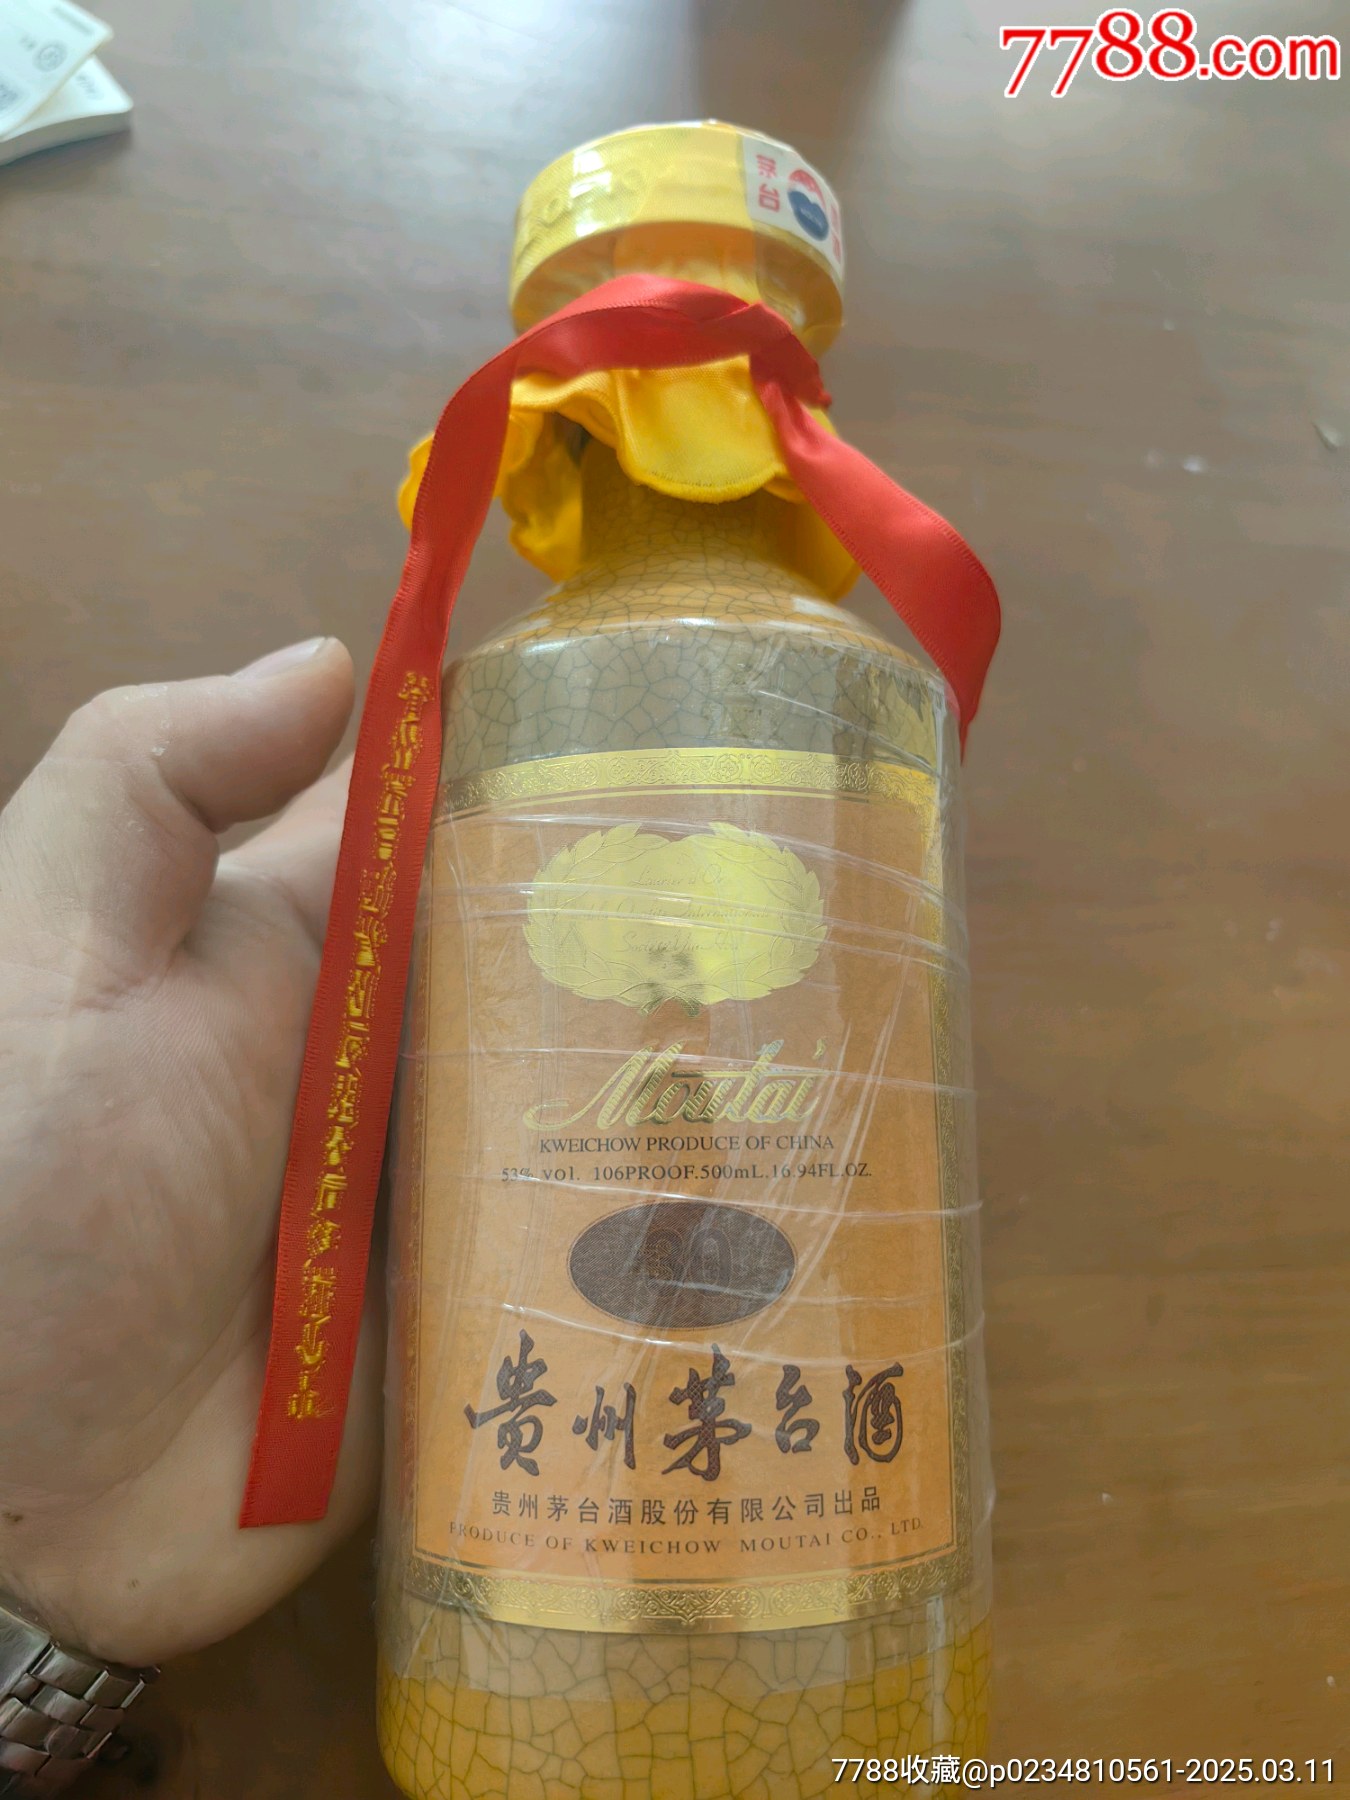 7788.com
茅台
Moutai
KWEICHOW PRODUCE OF CHINA
53% vol. 106PROOF.500mL.16.94FL.OZ.
30
贵州茅台酒
贵州茅台酒股份有限公司出品
PRODUCE OF KWEICHOW MOUTAI CO., LTD.
7788收藏@p0234810561-2025.03.11